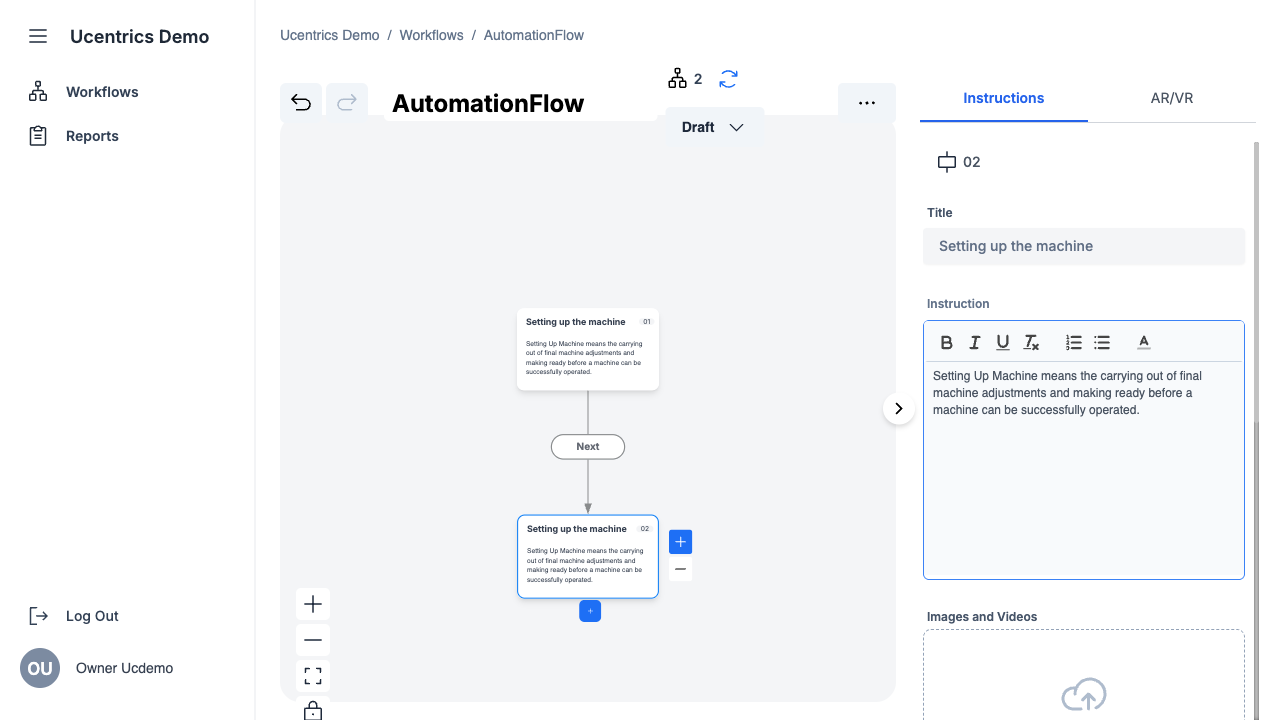 Ucentrics Demo
Workflows
Reports
Log Out
OU
Owner Ucdemo
Ucentrics Demo / Workflows / AutomationFlow
AutomationFlow
2
Draft
Setting up the machine 01
Setting Up Machine means the carrying
out of final machine adjustments and
making ready before a machine can be
successfully operated.
Next
Setting up the machine 02
Setting Up Machine means the carrying
out of final machine adjustments and
making ready before a machine can be
successfully operated.
Instructions
AR/VR
02
Title
Setting up the machine
Instruction
Setting Up Machine means the carrying out of final
machine adjustments and making ready before a
machine can be successfully operated.
Images and Videos